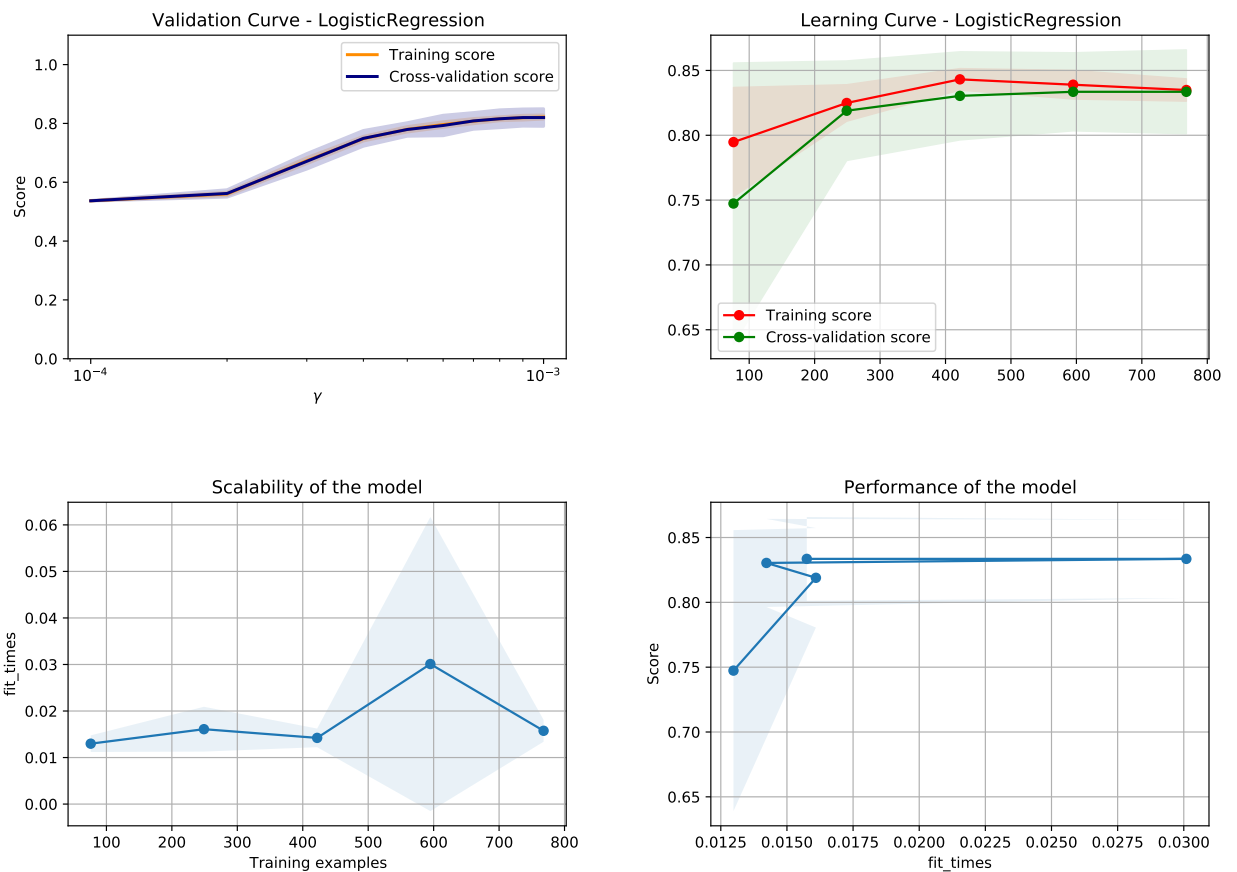 Validation Curve - LogisticRegression
Training score
Cross-validation score
1.0
0.8
0.6
0.4
0.2
0.0
Score
10⁻⁴
10⁻³
γ
Learning Curve - LogisticRegression
0.85
0.80
0.75
0.70
0.65
Training score
Cross-validation score
100 200 300 400 500 600 700 800
Scalability of the model
0.06
0.05
0.04
0.03
0.02
0.01
0.00
fit_times
100 200 300 400 500 600 700 800
Training examples
Performance of the model
0.85
0.80
0.75
0.70
0.65
Score
0.0125 0.0150 0.0175 0.0200 0.0225 0.0250 0.0275 0.0300
fit_times